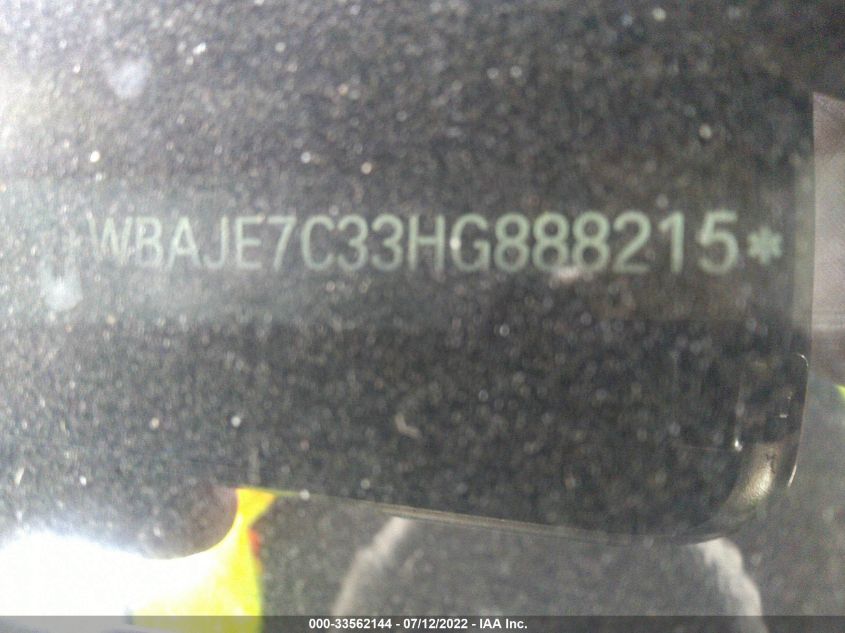 WBAJE7C33HG888215*
000-33562144 - 07/12/2022 - IAA Inc.